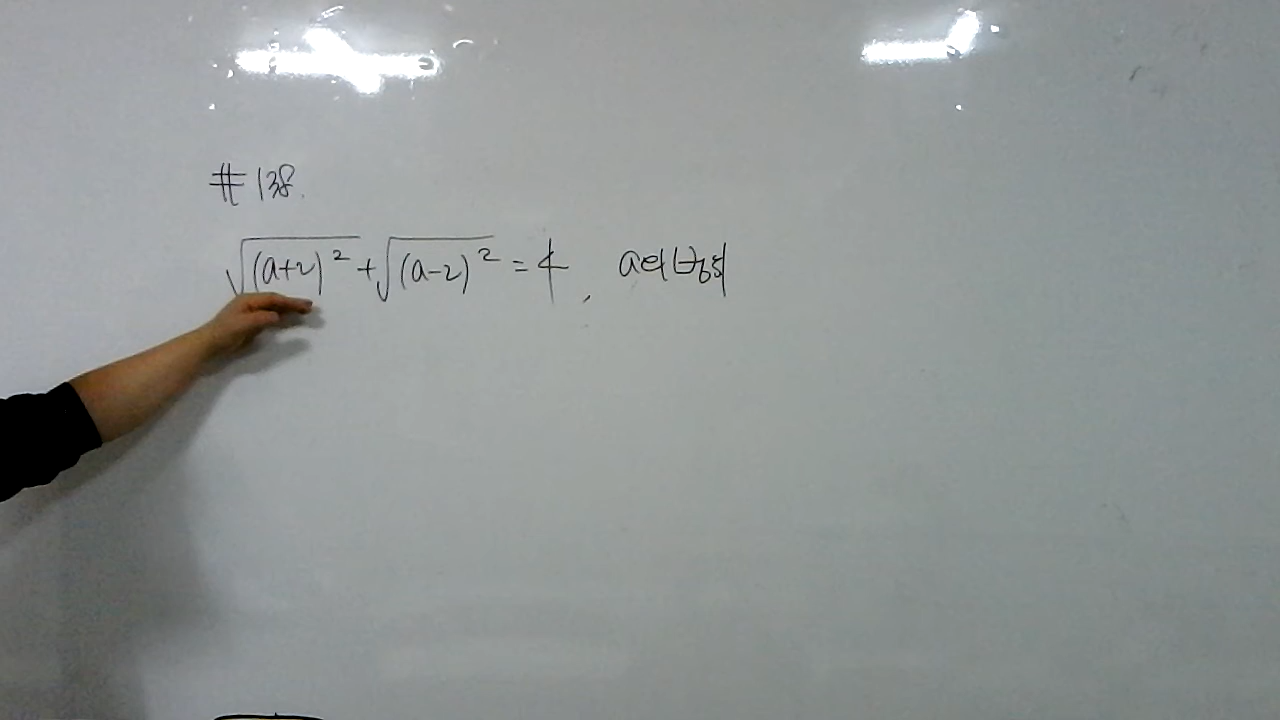 #138.
√(a+2)² + √(a-2)² = 4, a의 범위